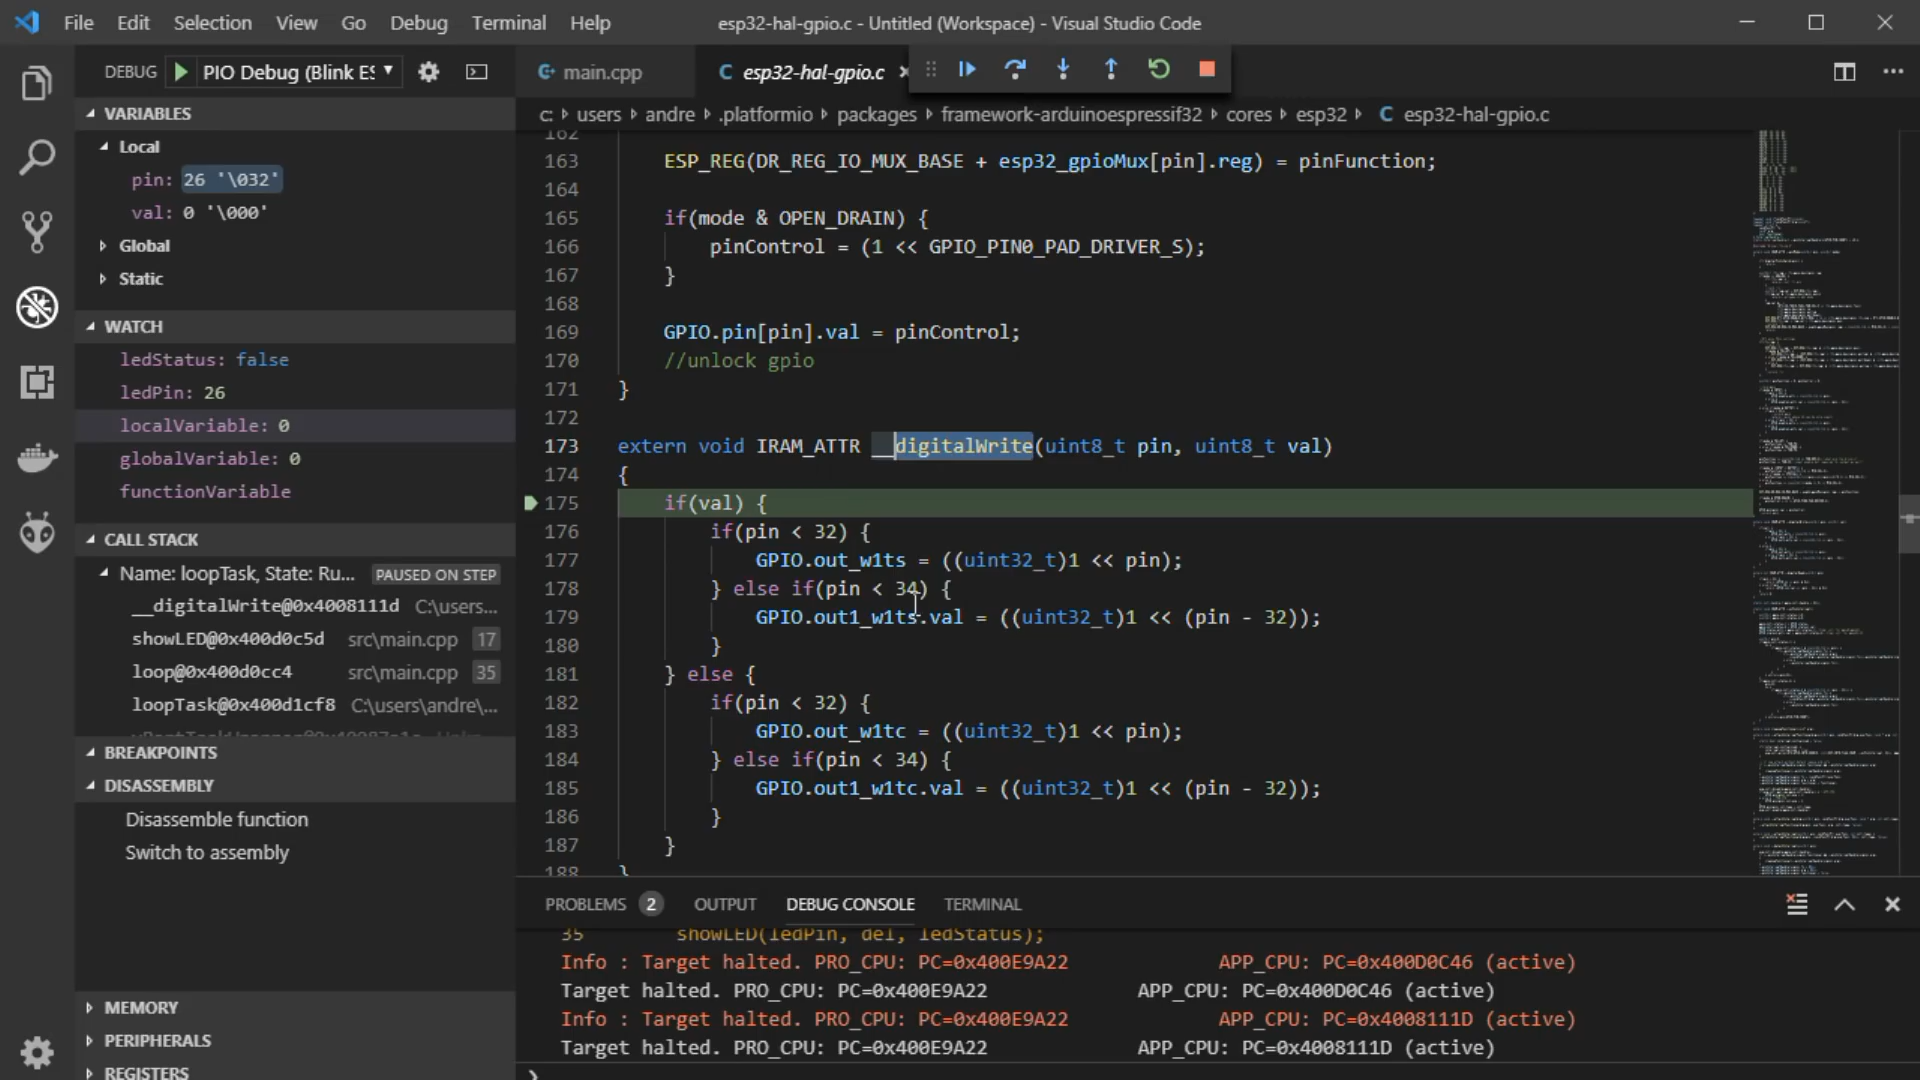 File Edit Selection View Go Debug Terminal Help
esp32-hal-gpio.c - Untitled (Workspace) - Visual Studio Code
DEBUG PIO Debug (Blink ES
VARIABLES
Local
pin: 26 '\032'
val: 0 '\000'
Global
Static
WATCH
ledStatus: false
ledPin: 26
localVariable: 0
globalVariable: 0
functionVariable
CALL STACK
Name: loopTask, State: Ru... PAUSED ON STEP
__digitalWrite@0x4008111d C:\users...
showLED@0x400d0c5d src\main.cpp 17
loop@0x400d0cc4 src\main.cpp 35
loopTask@0x400d1cf8 C:\users\andre\...
BREAKPOINTS
DISASSEMBLY
Disassemble function
Switch to assembly
MEMORY
PERIPHERALS
REGISTERS
main.cpp
C esp32-hal-gpio.c
c: users andre .platformio packages framework-arduinoespressif32 cores esp32 C esp32-hal-gpio.c
162
163 ESP_REG(DR_REG_IO_MUX_BASE + esp32_gpioMux[pin].reg) = pinFunction;
164
165 if(mode & OPEN_DRAIN) {
166 pinControl = (1 << GPIO_PIN0_PAD_DRIVER_S);
167 }
168
169 GPIO.pin[pin].val = pinControl;
170 //unlock gpio
171 }
172
173 extern void IRAM_ATTR __digitalWrite(uint8_t pin, uint8_t val)
174 {
175 if(val) {
176 if(pin < 32) {
177 GPIO.out_w1ts = ((uint32_t)1 << pin);
178 } else if(pin < 34) {
179 GPIO.out1_w1ts.val = ((uint32_t)1 << (pin - 32));
180 }
181 } else {
182 if(pin < 32) {
183 GPIO.out_w1tc = ((uint32_t)1 << pin);
184 } else if(pin < 34) {
185 GPIO.out1_w1tc.val = ((uint32_t)1 << (pin - 32));
186 }
187 }
188 }
PROBLEMS 2 OUTPUT DEBUG CONSOLE TERMINAL
35 showLED(ledPin, del, ledStatus);
Info : Target halted. PRO_CPU: PC=0x400E9A22 APP_CPU: PC=0x400D0C46 (active)
Target halted. PRO_CPU: PC=0x400E9A22 APP_CPU: PC=0x400D0C46 (active)
Info : Target halted. PRO_CPU: PC=0x400E9A22 APP_CPU: PC=0x4008111D (active)
Target halted. PRO_CPU: PC=0x400E9A22 APP_CPU: PC=0x4008111D (active)